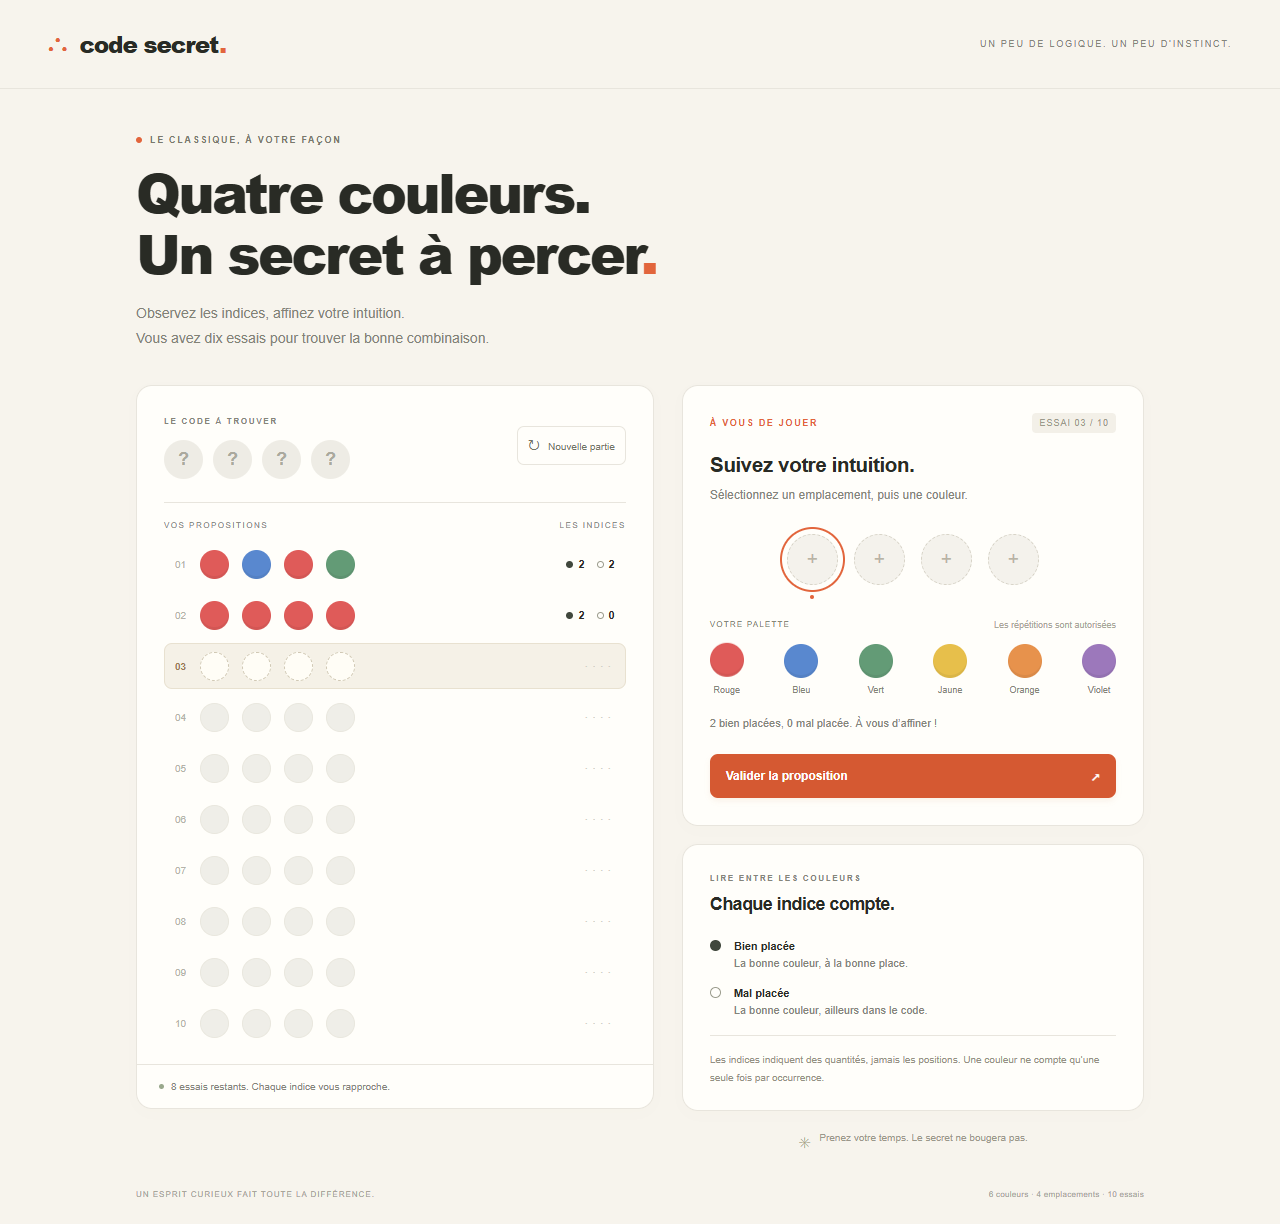 code secret.
UN PEU DE LOGIQUE. UN PEU D'INSTINCT.
LE CLASSIQUE, À VOTRE FAÇON
Quatre couleurs.
Un secret à percer.
Observez les indices, affinez votre intuition.
Vous avez dix essais pour trouver la bonne combinaison.
LE CODE À TROUVER
? ? ? ?
↻ Nouvelle partie
VOS PROPOSITIONS
LES INDICES
01 2 2
02 2 0
03 · · · ·
04 · · · ·
05 · · · ·
06 · · · ·
07 · · · ·
08 · · · ·
09 · · · ·
10 · · · ·
8 essais restants. Chaque indice vous rapproche.
À VOUS DE JOUER
ESSAI 03 / 10
Suivez votre intuition.
Sélectionnez un emplacement, puis une couleur.
+ + + +
VOTRE PALETTE
Les répétitions sont autorisées
Rouge Bleu Vert Jaune Orange Violet
2 bien placées, 0 mal placée. À vous d'affiner !
Valider la proposition ↗
LIRE ENTRE LES COULEURS
Chaque indice compte.
Bien placée
La bonne couleur, à la bonne place.
Mal placée
La bonne couleur, ailleurs dans le code.
Les indices indiquent des quantités, jamais les positions. Une couleur ne compte qu'une
seule fois par occurrence.
✳ Prenez votre temps. Le secret ne bougera pas.
UN ESPRIT CURIEUX FAIT TOUTE LA DIFFÉRENCE.
6 couleurs · 4 emplacements · 10 essais